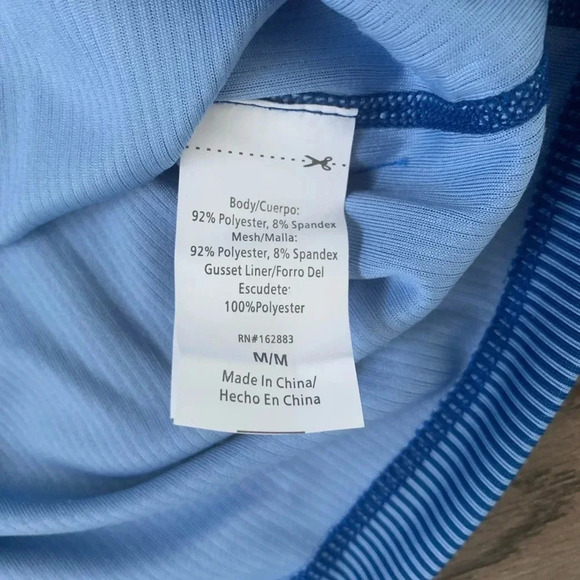 Body/Cuerpo:
92% Polyester, 8% Spandex
Mesh/Malla:
92% Polyester, 8% Spandex
Gusset Liner/Forro Del
Escudete:
100%Polyester
RN#162883
M/M
Made In China/
Hecho En China